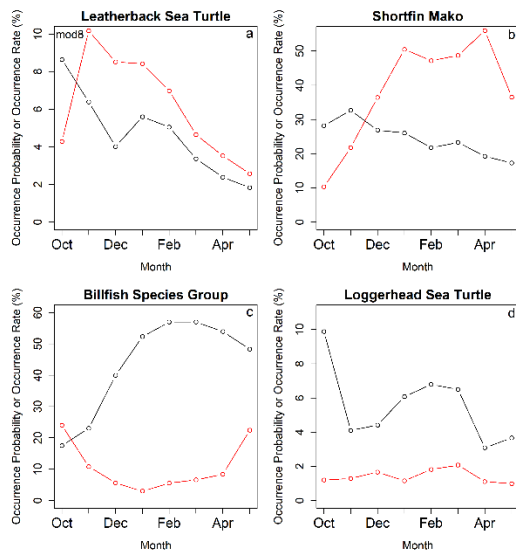 Leatherback Sea Turtle
mod8 a
Occurrence Probability or Occurrence Rate (%)
10
8
6
4
2
0
Oct Dec Feb Apr
Month
Shortfin Mako
b
Occurrence Probability or Occurrence Rate (%)
50
40
30
20
10
0
Oct Dec Feb Apr
Month
Billfish Species Group
c
Occurrence Probability or Occurrence Rate (%)
60
50
40
30
20
10
0
Oct Dec Feb Apr
Month
Loggerhead Sea Turtle
d
Occurrence Probability or Occurrence Rate (%)
10
8
6
4
2
0
Oct Dec Feb Apr
Month